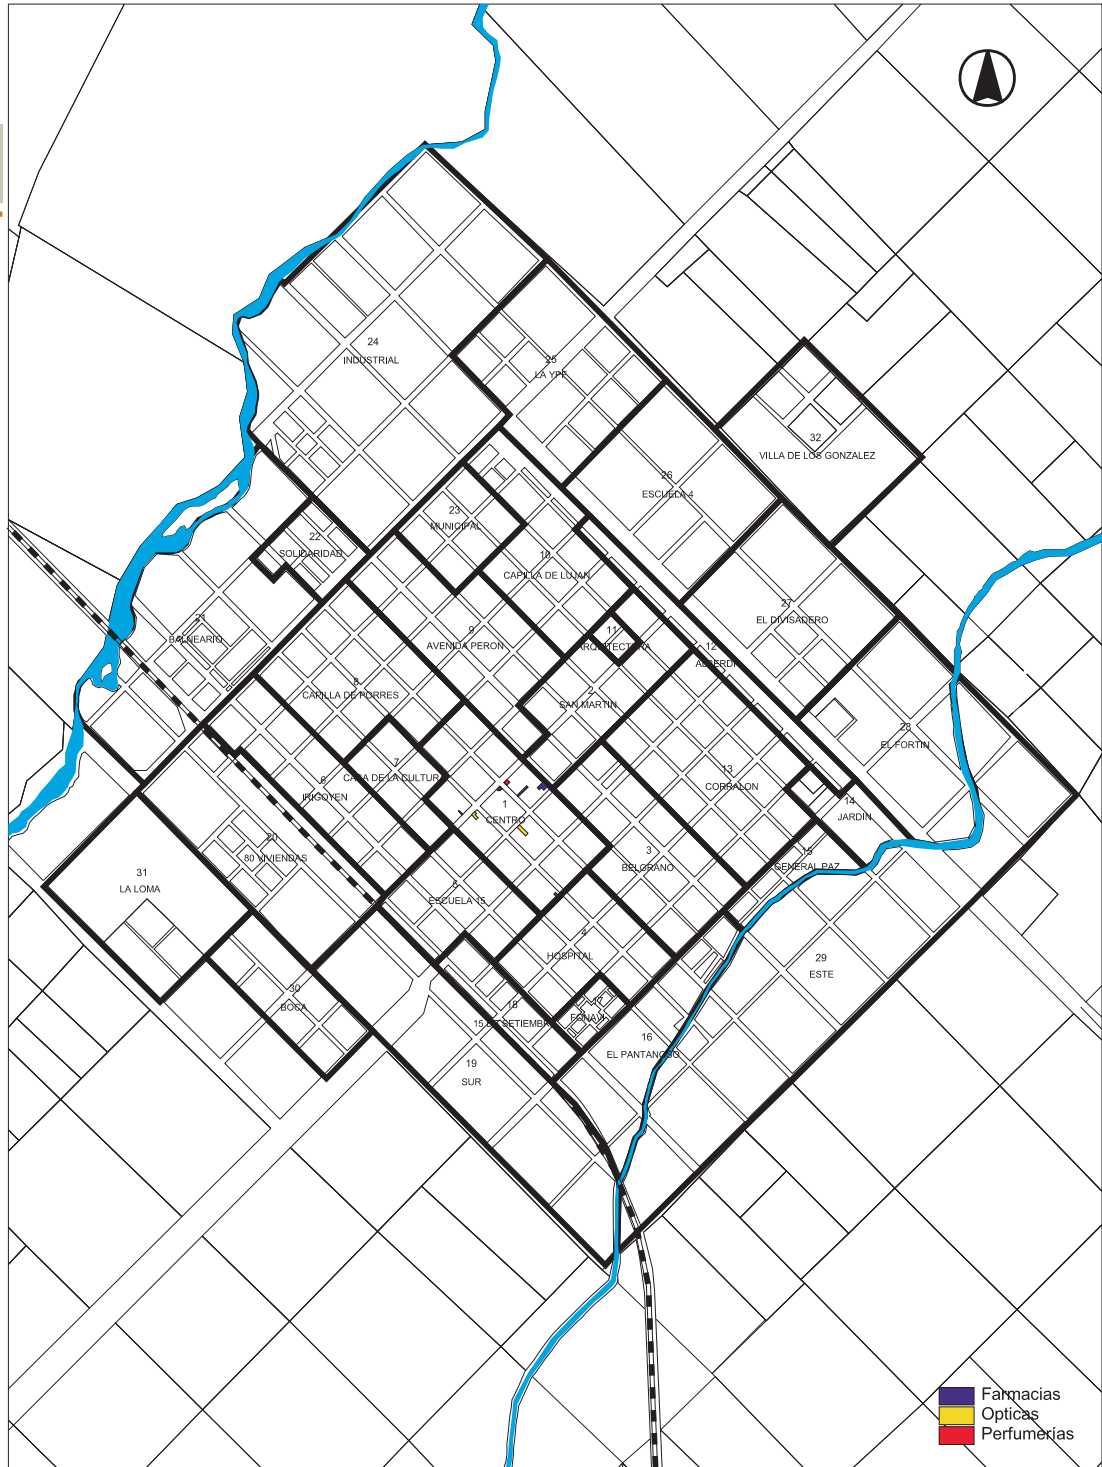 24
INDUSTRIAL
25
LA YPF
32
VILLA DE LOS GONZALEZ
26
ESCUELA 4
23
MUNICIPAL
22
SOLIDARIDAD
10
CAPILLA DE LUJAN
27
EL DIVISADERO
21
BALNEARIO
9
AVENIDA PERON
11
ARQUITECTURA
12
ALBERDI
8
CAPILLA DE PORRES
2
SAN MARTIN
28
EL FORTIN
7
CASA DE LA CULTURA
6
IRIGOYEN
13
CORRALON
1
CENTRO
14
JARDIN
20
80 VIVIENDAS
3
BELGRANO
15
GENERAL PAZ
31
LA LOMA
5
ESCUELA 15
4
HOSPITAL
29
ESTE
30
BOCA
18
15 DE SETIEMBRE
17
FONAVI
16
EL PANTANOSO
19
SUR
Farmacias
Opticas
Perfumerías